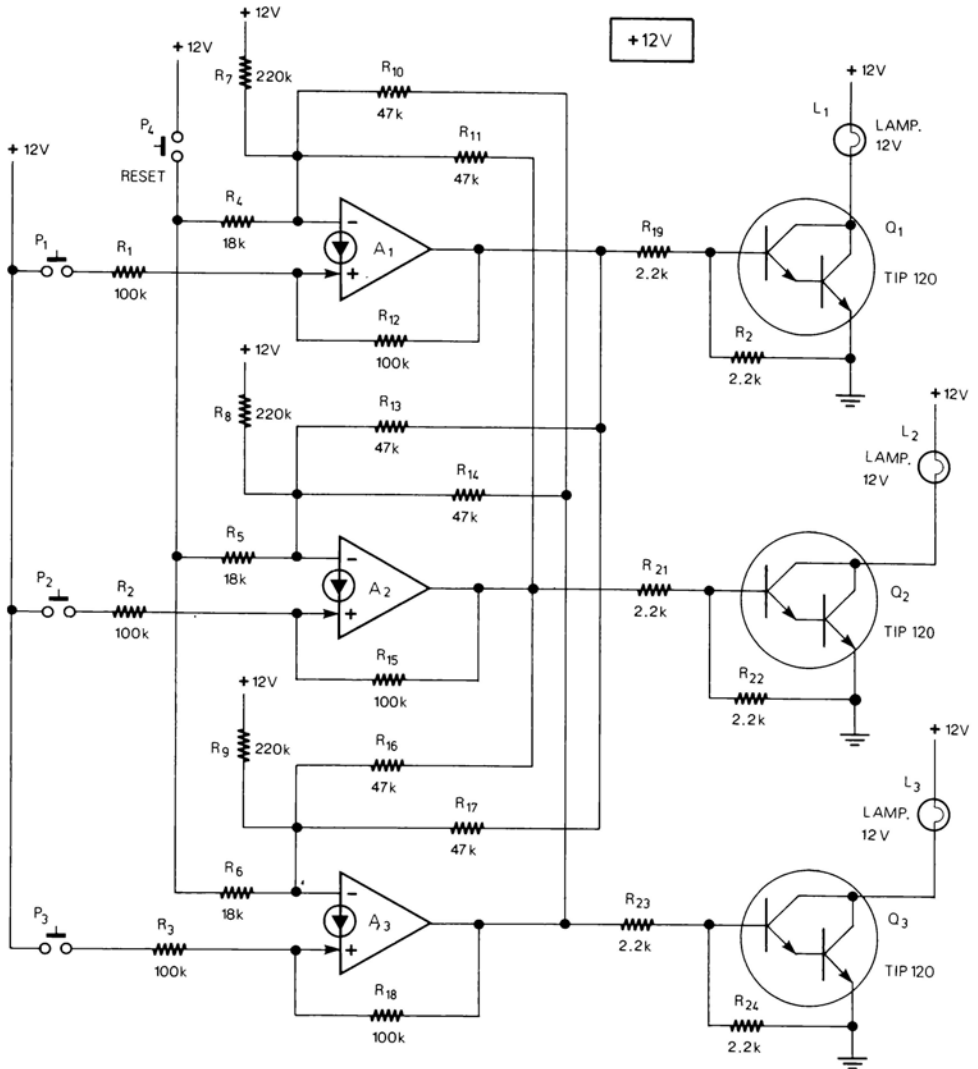 +12V
+12V
+12V
R7 220k
R10
47k
+12V
+12V
L1
LAMP.
12V
P4
RESET
R11
47k
+12V
R4
18k
A1
P1
R1
100k
R12
100k
R19
2.2k
Q1
TIP 120
R2
2.2k
+12V
R8 220k
R13
47k
R14
47k
+12V
L2
LAMP.
12V
R5
18k
A2
P2
R2
100k
R15
100k
R21
2.2k
Q2
TIP 120
R22
2.2k
+12V
R9 220k
R16
47k
R17
47k
+12V
L3
LAMP.
12V
R6
18k
A3
P3
R3
100k
R18
100k
R23
2.2k
Q3
TIP 120
R24
2.2k